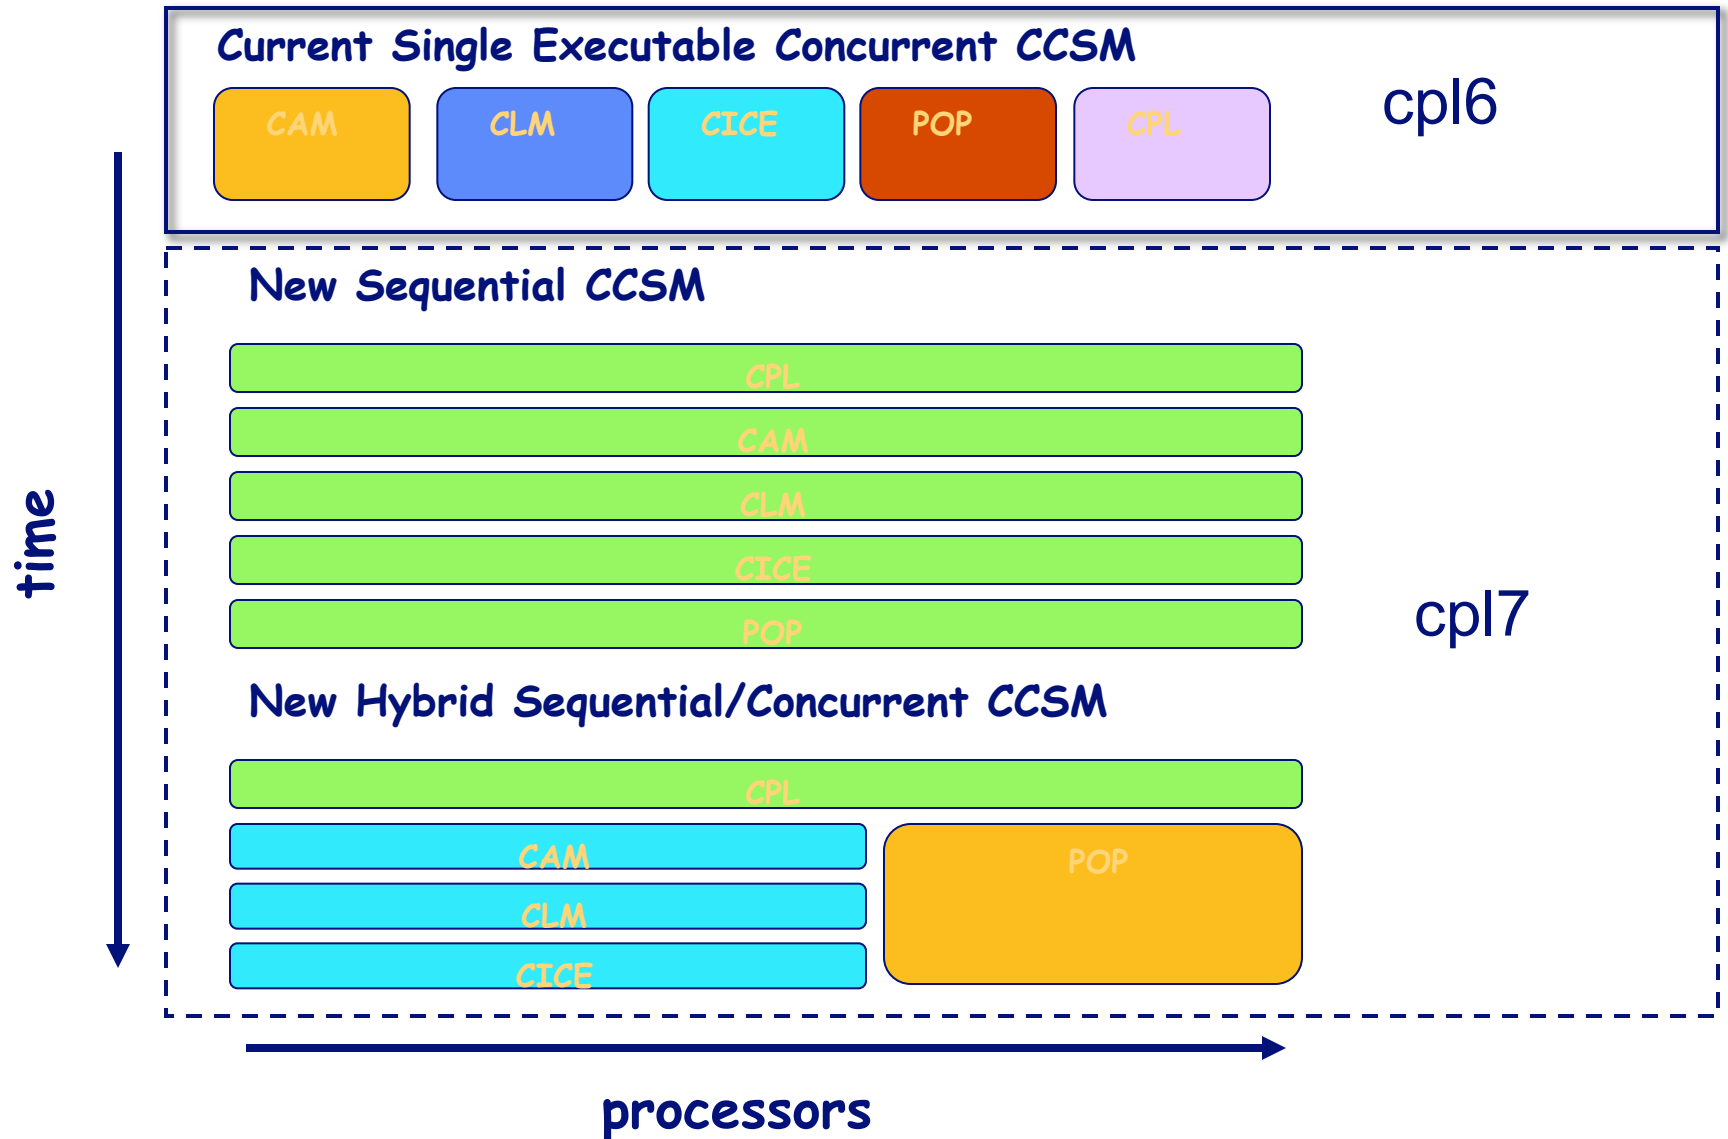 Current Single Executable Concurrent CCSM
cpl6
CAM
CLM
CICE
POP
CPL
New Sequential CCSM
CPL
CAM
CLM
CICE
POP
cpl7
time
New Hybrid Sequential/Concurrent CCSM
CPL
CAM
POP
CLM
CICE
processors